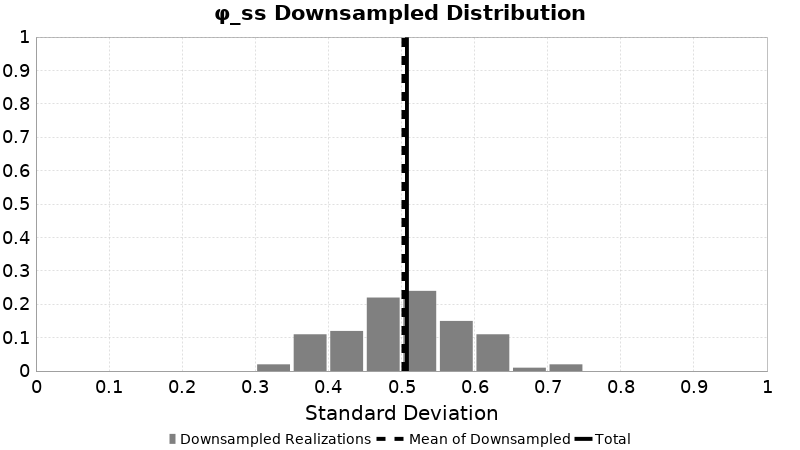 φ_ss Downsampled Distribution
1
0.9
0.8
0.7
0.6
0.5
0.4
0.3
0.2
0.1
0
0 0.1 0.2 0.3 0.4 0.5 0.6 0.7 0.8 0.9 1
Standard Deviation
Downsampled Realizations Mean of Downsampled Total